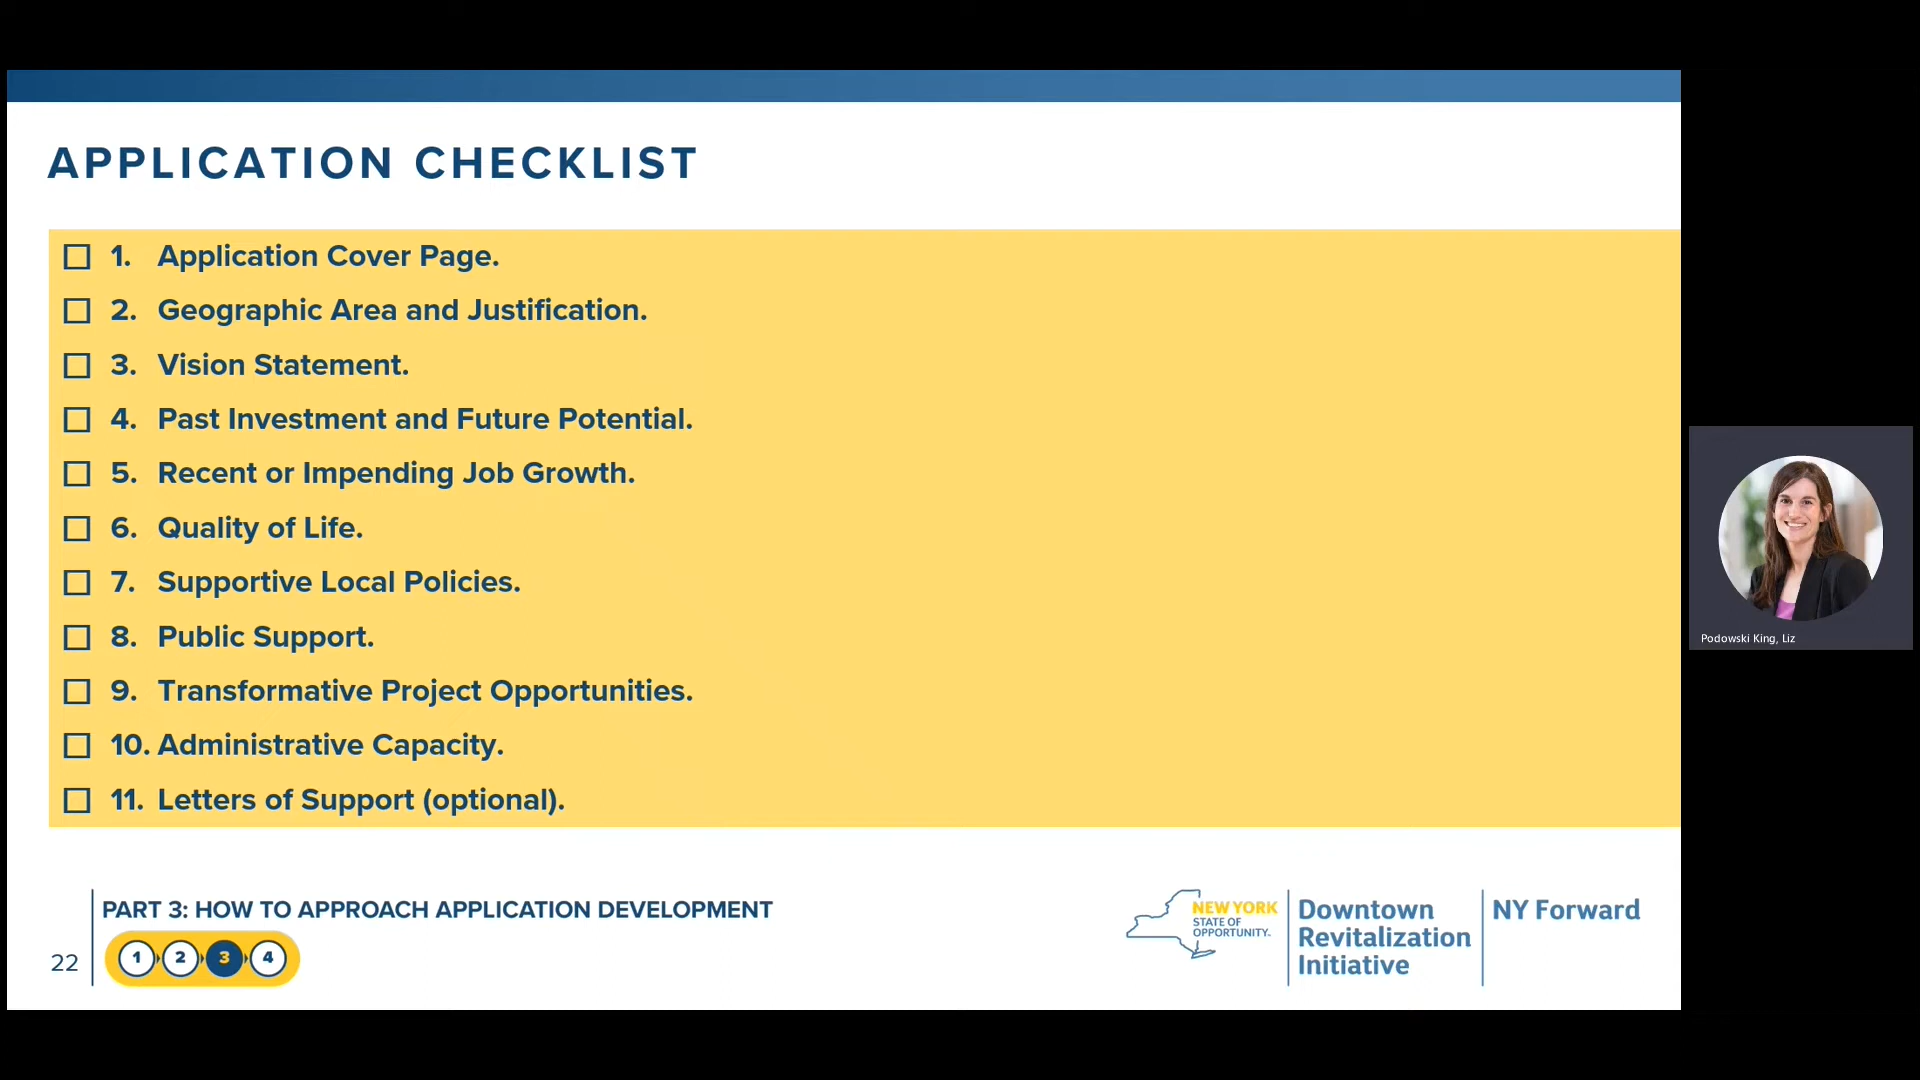 APPLICATION CHECKLIST
1. Application Cover Page.
2. Geographic Area and Justification.
3. Vision Statement.
4. Past Investment and Future Potential.
5. Recent or Impending Job Growth.
6. Quality of Life.
7. Supportive Local Policies.
8. Public Support.
9. Transformative Project Opportunities.
10. Administrative Capacity.
11. Letters of Support (optional).
Podowski King, Liz
PART 3: HOW TO APPROACH APPLICATION DEVELOPMENT
22
1 2 3 4
NEW YORK
STATE OF
OPPORTUNITY.
Downtown
Revitalization
Initiative
NY Forward